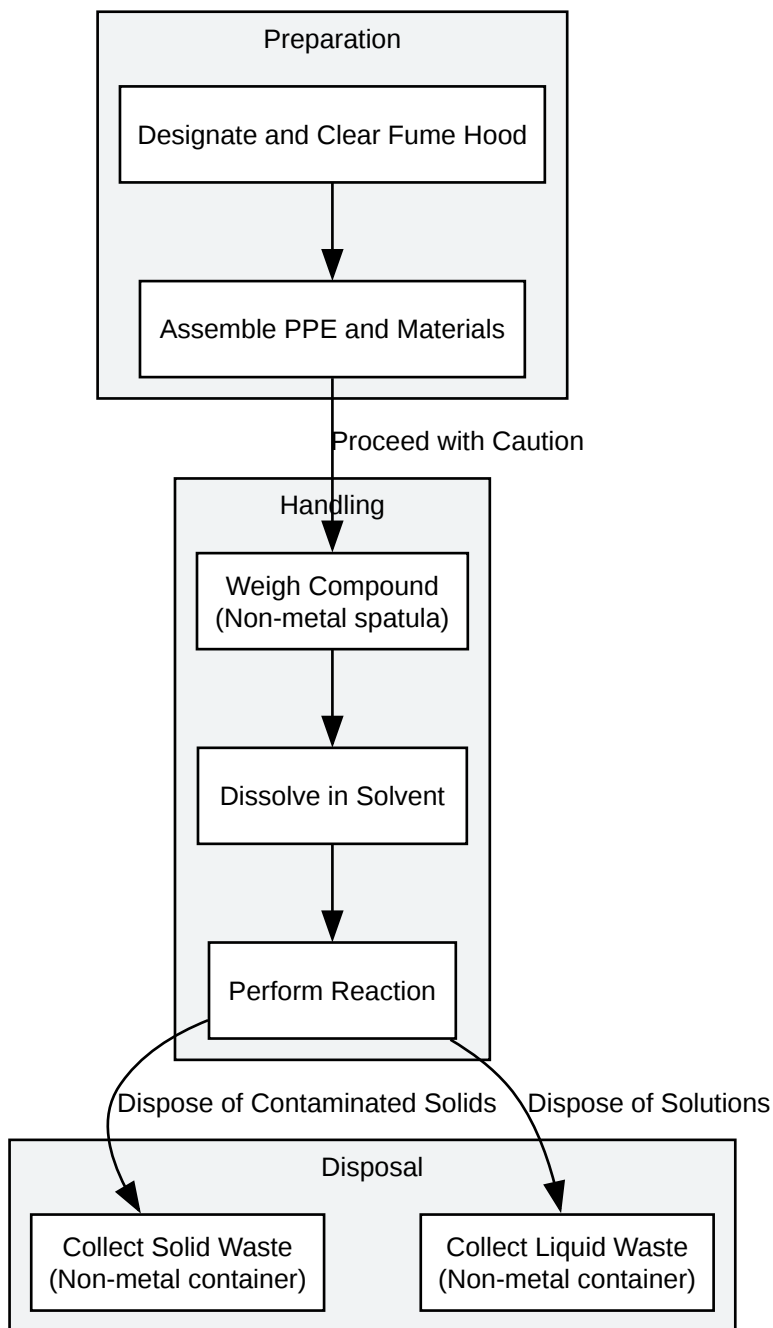 Preparation
Designate and Clear Fume Hood
Assemble PPE and Materials
Proceed with Caution
Handling
Weigh Compound
(Non-metal spatula)
Dissolve in Solvent
Perform Reaction
Dispose of Contaminated Solids
Dispose of Solutions
Disposal
Collect Solid Waste
(Non-metal container)
Collect Liquid Waste
(Non-metal container)